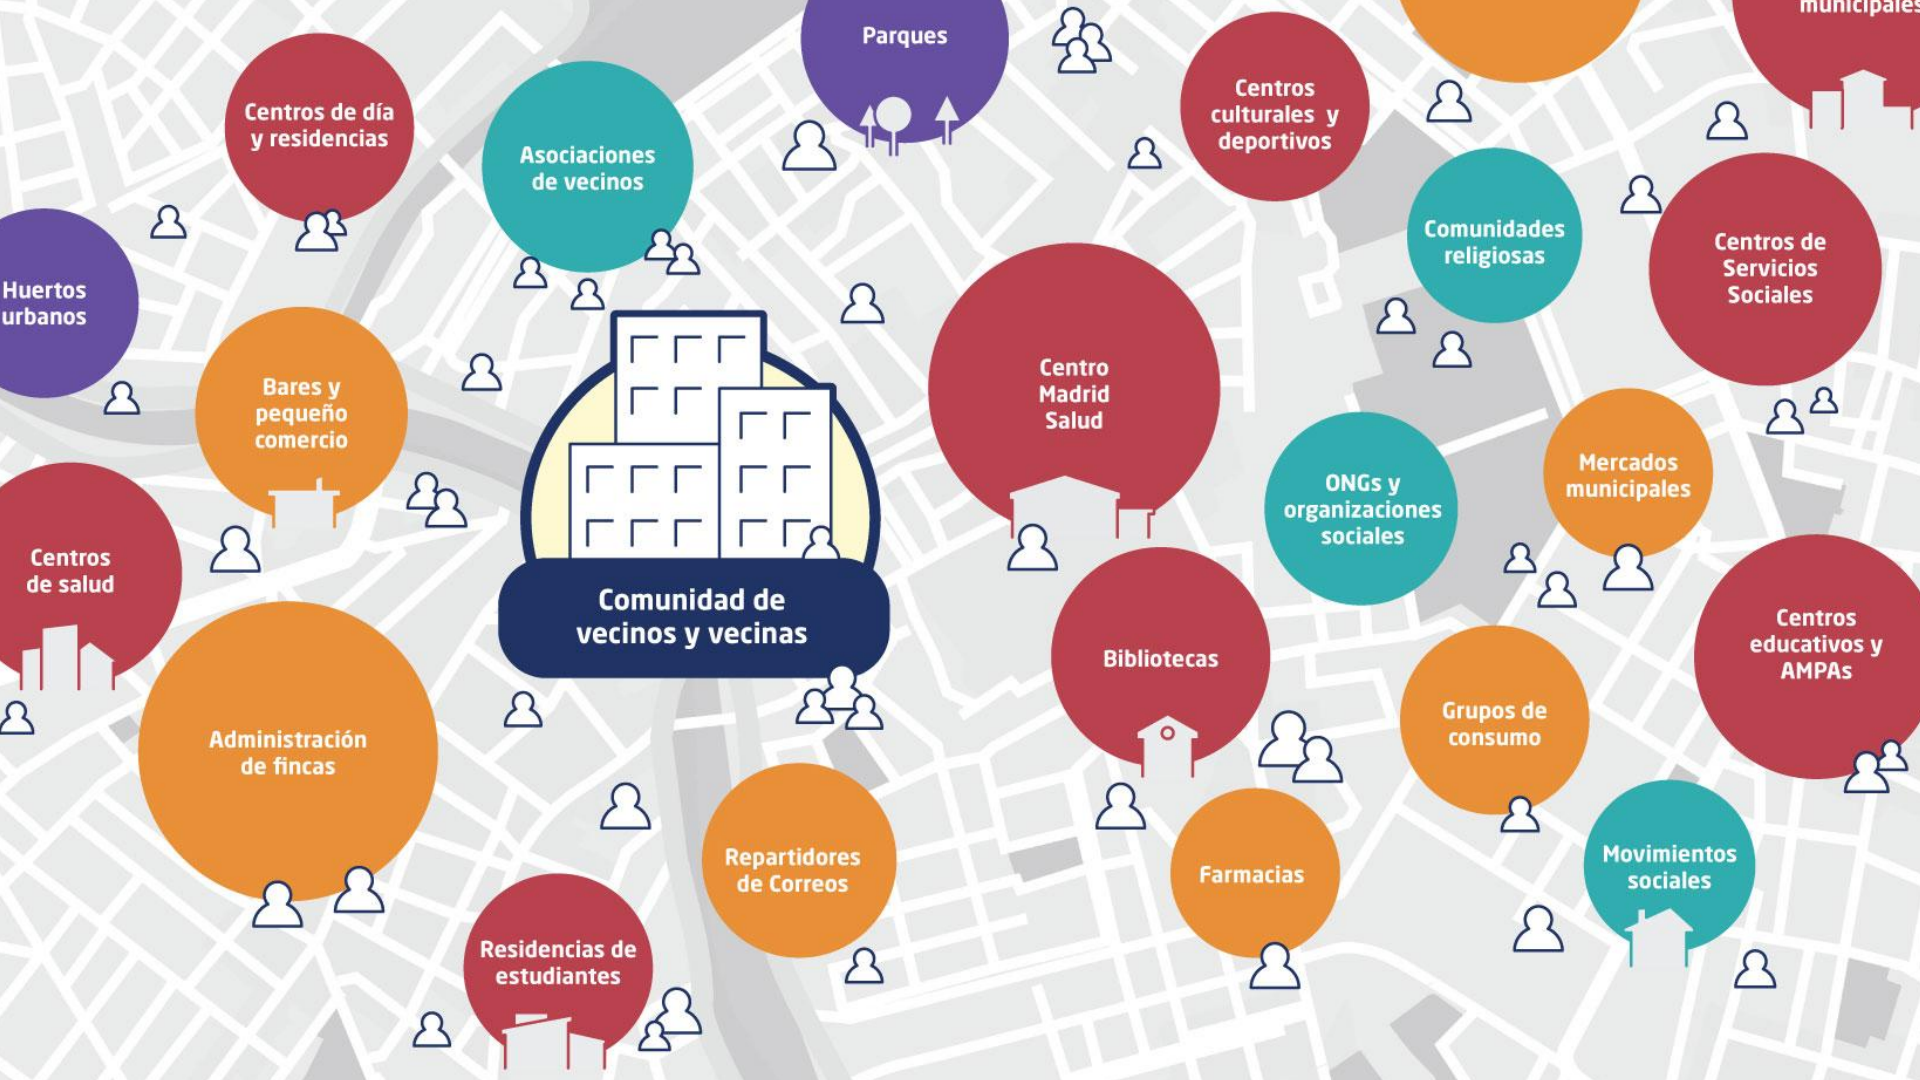 municipales
Parques
Centros
culturales y
deportivos
Centros de día
y residencias
Asociaciones
de vecinos
Comunidades
religiosas
Centros de
Servicios
Sociales
Huertos
urbanos
Bares y
pequeño
comercio
Centro
Madrid
Salud
Mercados
municipales
ONGs y
organizaciones
sociales
Centros
de salud
Comunidad de
vecinos y vecinas
Centros
educativos y
AMPAs
Bibliotecas
Grupos de
consumo
Administración
de fincas
Repartidores
de Correos
Farmacias
Movimientos
sociales
Residencias de
estudiantes